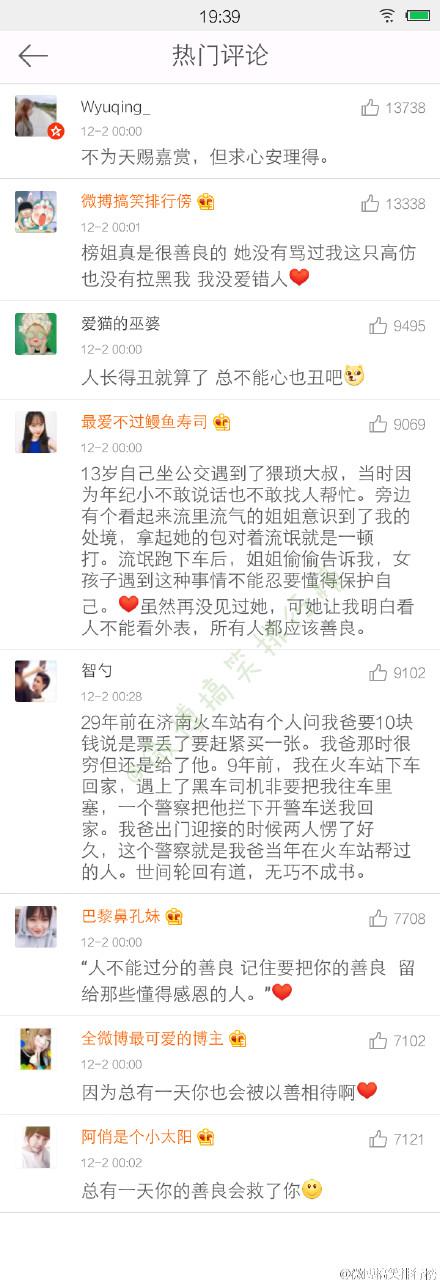 19:39
热门评论
Wyuqing_
13738
12-2 00:00
不为天赐嘉赏，但求心安理得。
微搏搞笑排行傍
13338
12-2 00:01
榜姐真是很善良的 她没有骂过我这只高仿
也没有拉黑我 我没爱错人
爱猫的巫婆
9495
12-2 00:00
人长得丑就算了 总不能心也丑吧
最爱不过鳗鱼寿司
9069
12-2 00:00
13岁自己坐公交遇到了猥琐大叔，当时因
为年纪小不敢说话也不敢找人帮忙。旁边
有个看起来流里流气的姐姐意识到了我的
处境，拿起她的包对着流氓就是一顿
打。流氓跑下车后，姐姐偷偷告诉我，女
孩子遇到这种事情不能忍要懂得保护自
己。虽然再没见过她，可她让我明白看
人不能看外表，所有人都应该善良。
智勺
9102
12-2 00:28
29年前在济南火车站有个人问我爸要10块
钱说是票丢了要赶紧买一张。我爸那时很
穷但还是给了他。9年前，我在火车站下车
回家，遇上了黑车司机非要把我往车里
塞，一个警察把他拦下开警车送我回
家。我爸出门迎接的时候两人愣了好
久，这个警察就是我爸当年在火车站帮过
的人。世间轮回有道，无巧不成书。
巴黎鼻孔妹
7708
12-2 00:00
“人不能过分的善良 记住要把你的善良 留
给那些懂得感恩的人。”
全微博最可爱的博主
7102
12-2 00:00
因为总有一天你也会被以善相待啊
阿俏是个小太阳
7121
12-2 00:02
总有一天你的善良会救了你